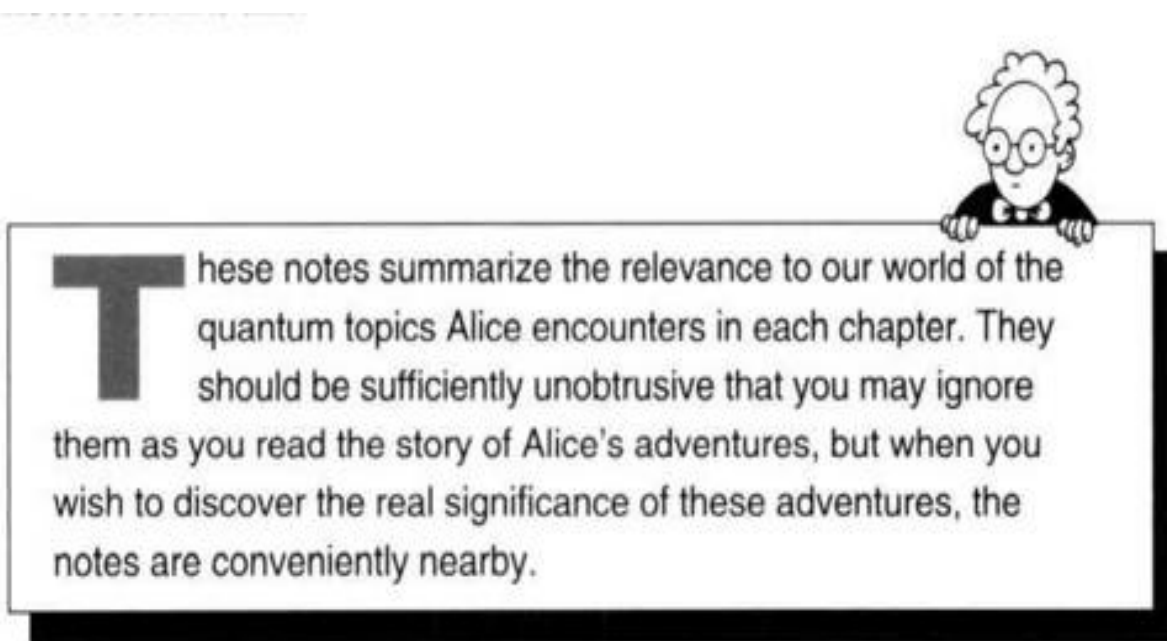 These notes summarize the relevance to our world of the
quantum topics Alice encounters in each chapter. They
should be sufficiently unobtrusive that you may ignore
them as you read the story of Alice's adventures, but when you
wish to discover the real significance of these adventures, the
notes are conveniently nearby.